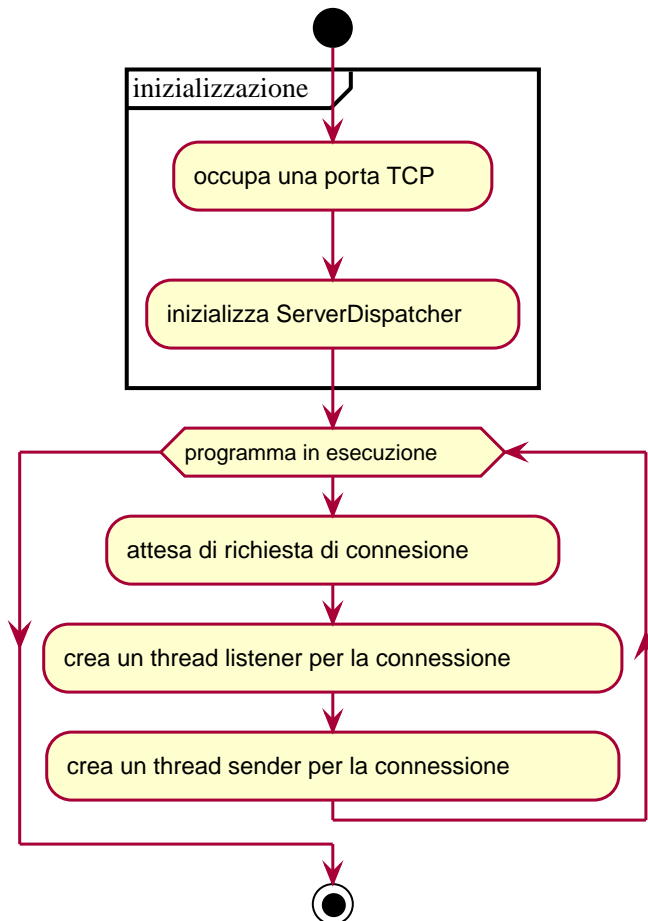 inizializzazione
occupa una porta TCP
inizializza ServerDispatcher
programma in esecuzione
attesa di richiesta di connesione
crea un thread listener per la connessione
crea un thread sender per la connessione